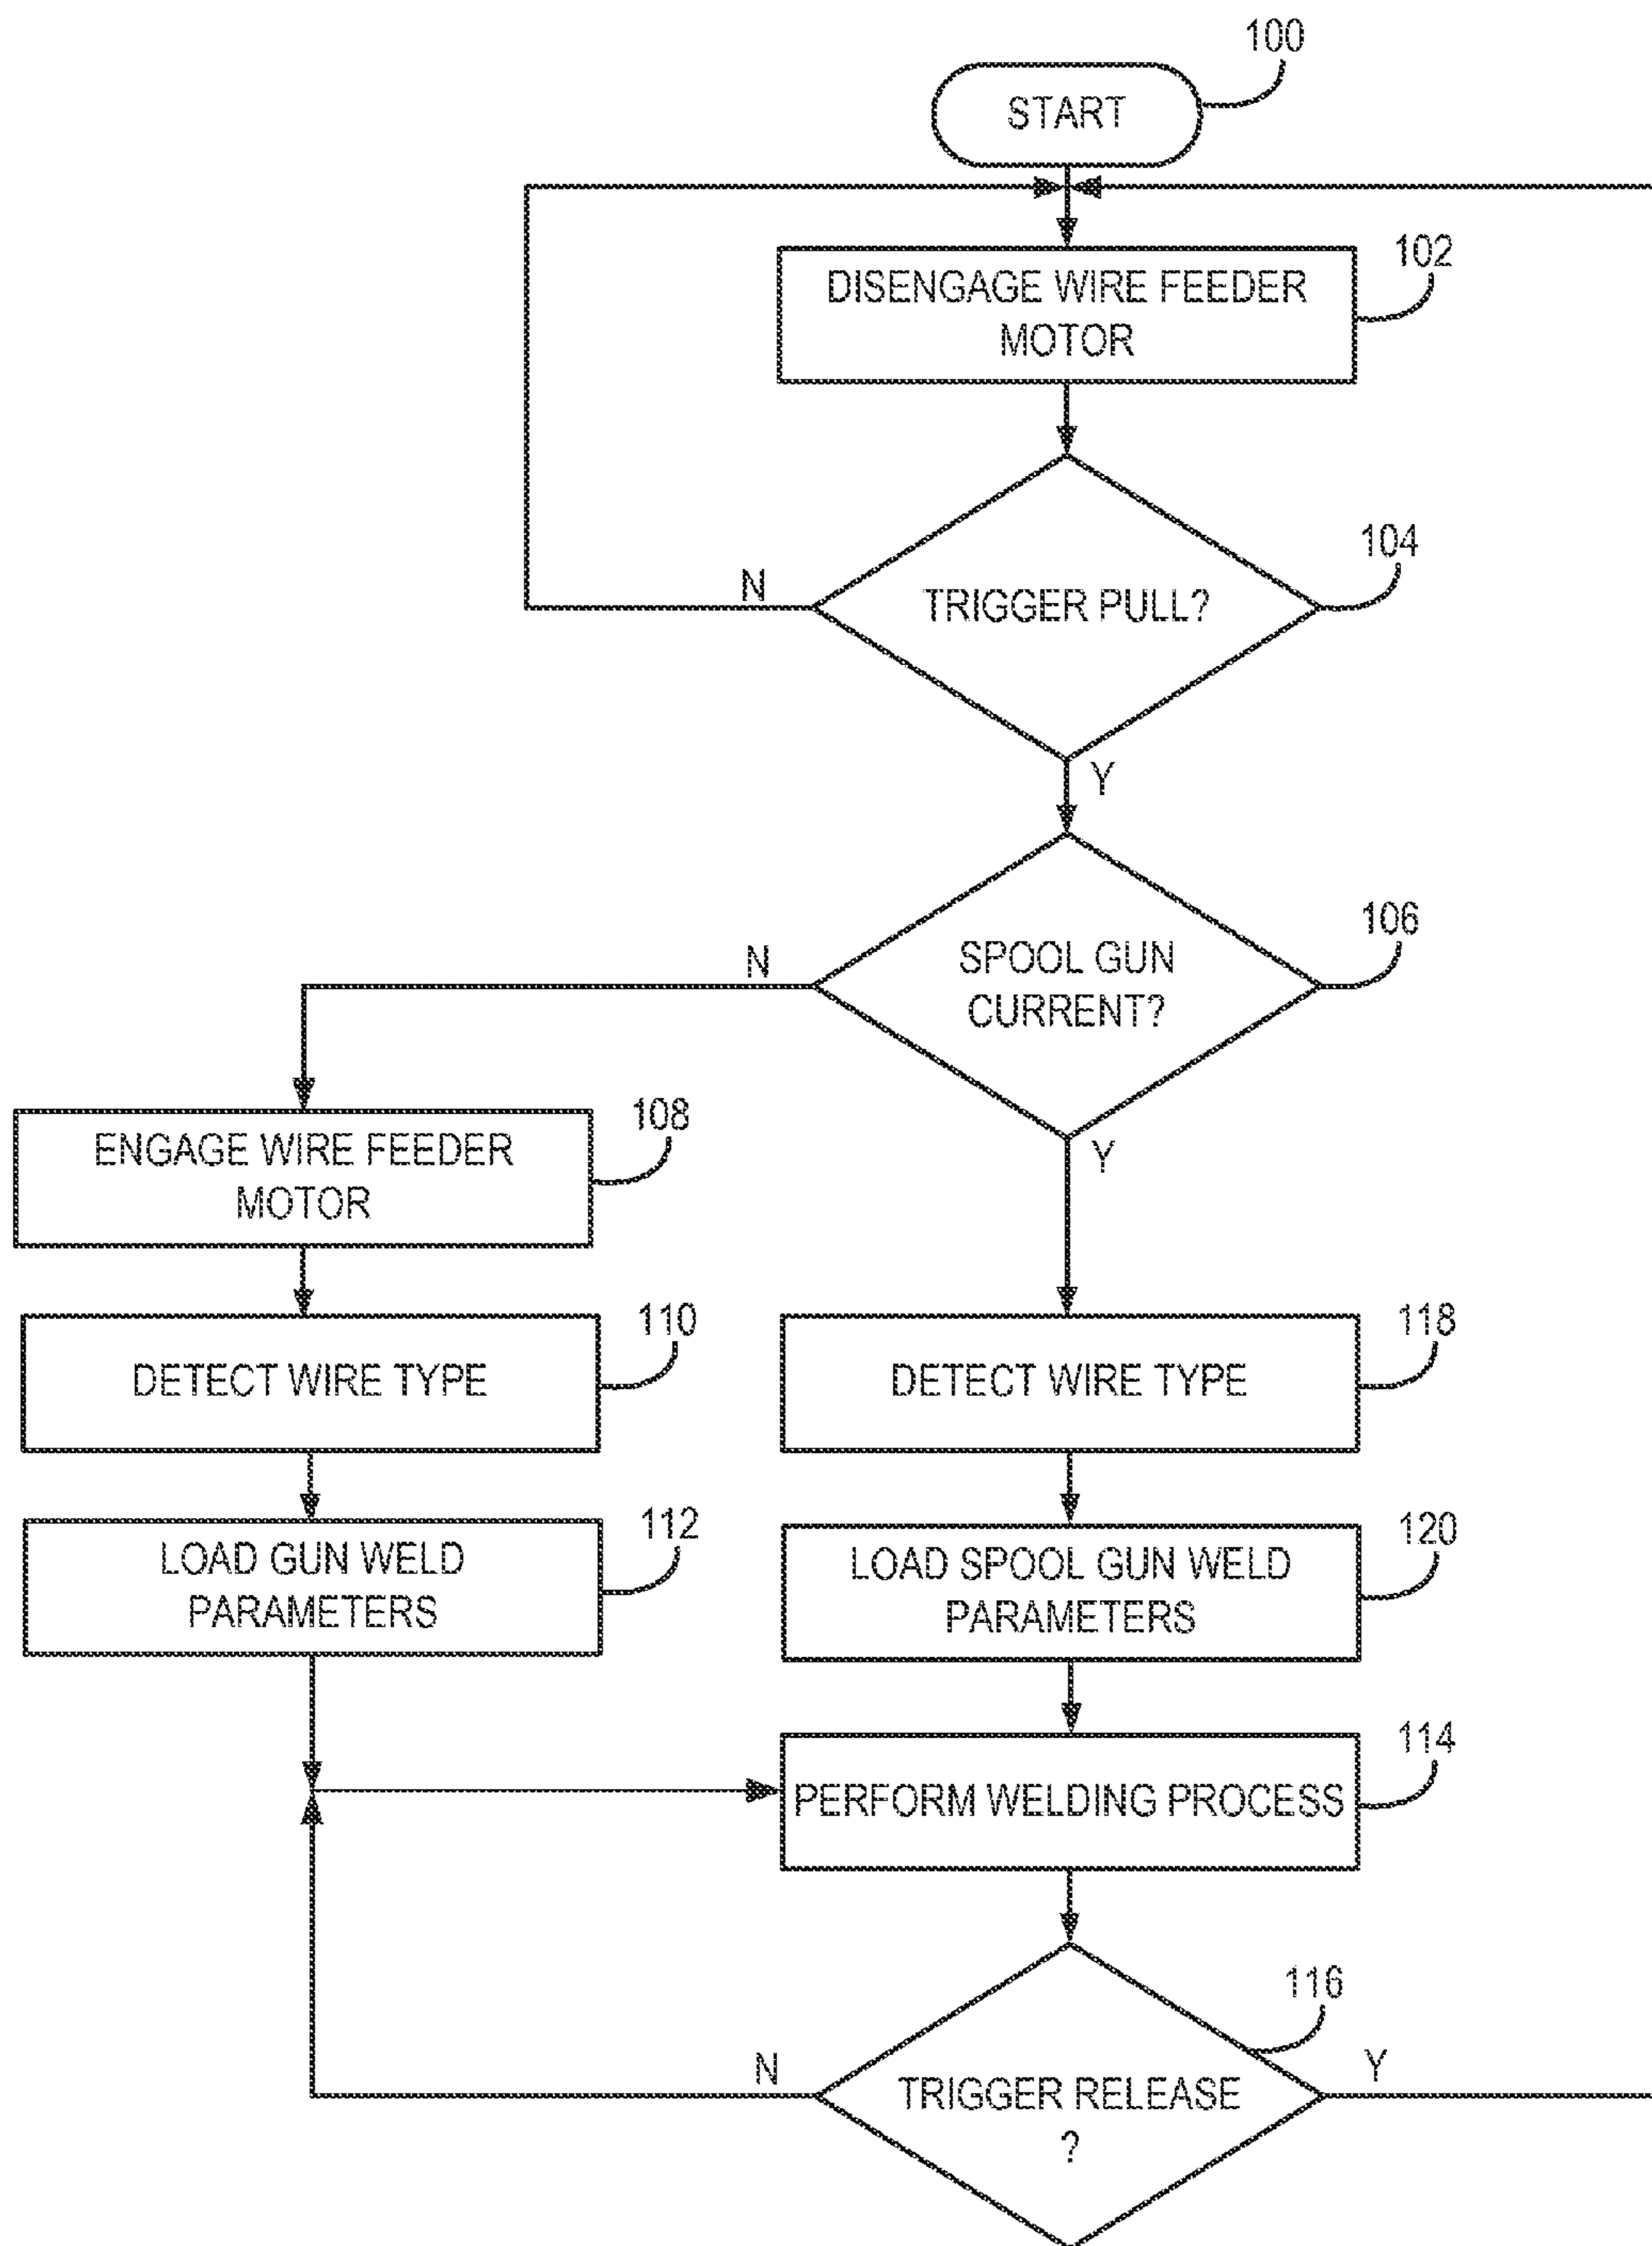 100
START
102
DISENGAGE WIRE FEEDER
MOTOR
104
N
TRIGGER PULL?
Y
106
N
SPOOL GUN
CURRENT?
108
ENGAGE WIRE FEEDER
MOTOR
Y
110
DETECT WIRE TYPE
118
DETECT WIRE TYPE
112
LOAD GUN WELD
PARAMETERS
120
LOAD SPOOL GUN WELD
PARAMETERS
114
PERFORM WELDING PROCESS
116
N
TRIGGER RELEASE
?
Y